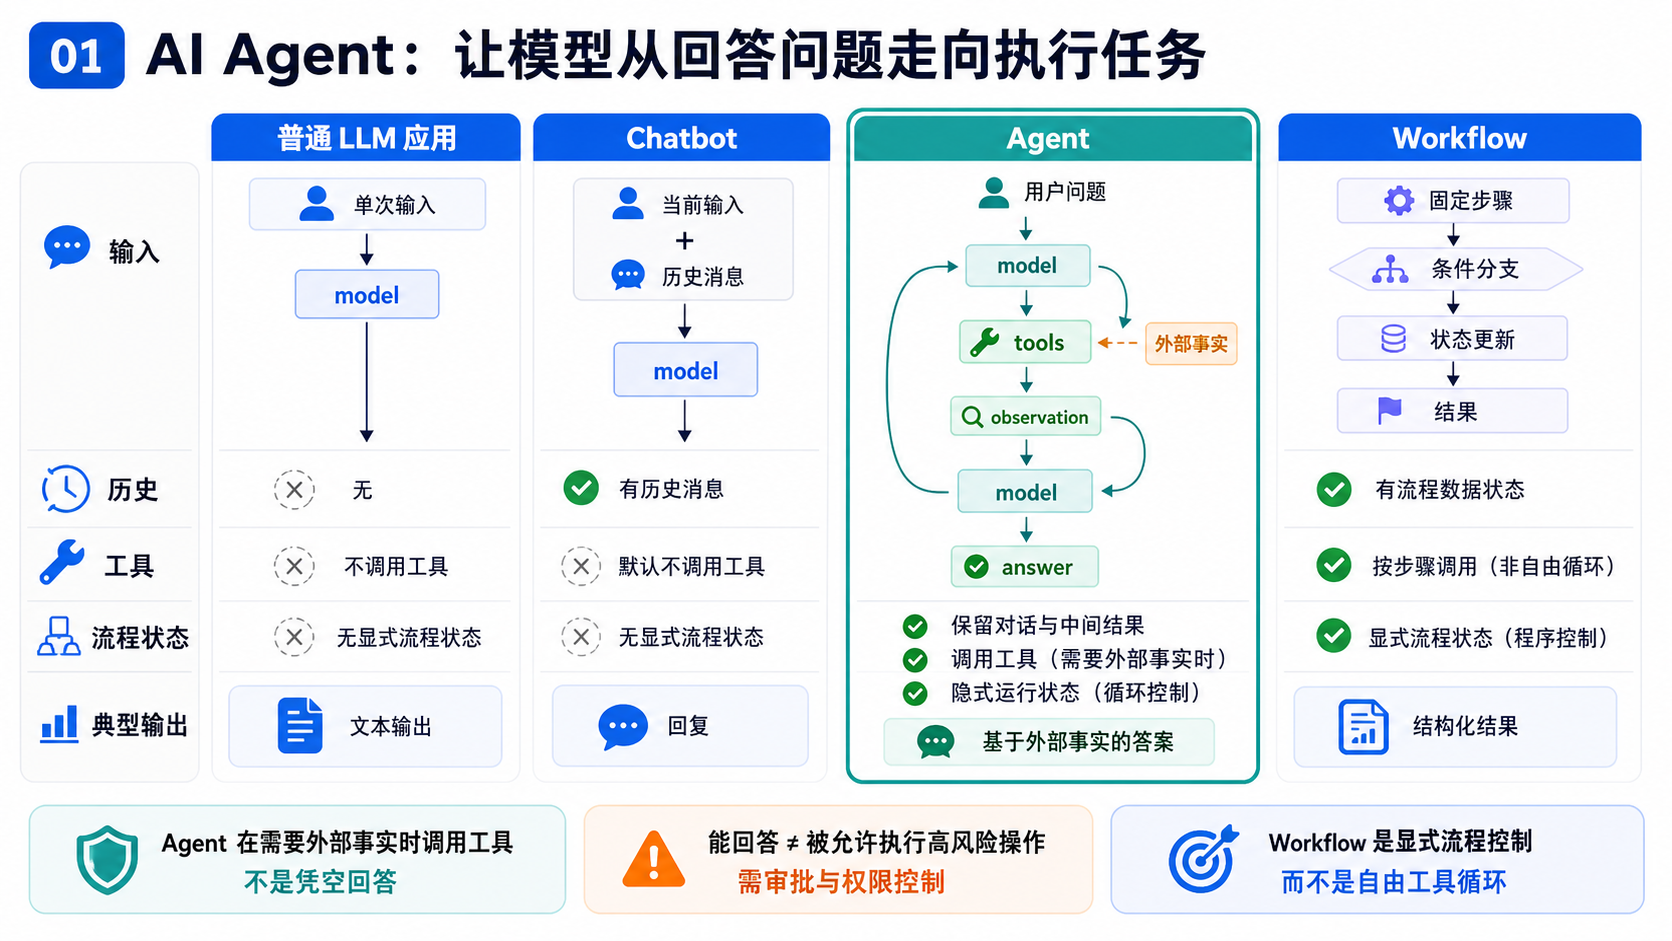 01 AI Agent：让模型从回答问题走向执行任务
普通 LLM 应用
Chatbot
Agent
Workflow
输入
单次输入
model
当前输入
+
历史消息
model
用户问题
model
tools
外部事实
observation
model
answer
固定步骤
条件分支
状态更新
结果
历史
无
有历史消息
有流程数据状态
工具
不调用工具
默认不调用工具
按步骤调用（非自由循环）
流程状态
无显式流程状态
无显式流程状态
保留对话与中间结果
调用工具（需要外部事实时）
隐式运行状态（循环控制）
显式流程状态（程序控制）
典型输出
文本输出
回复
基于外部事实的答案
结构化结果
Agent 在需要外部事实时调用工具
不是凭空回答
能回答 ≠ 被允许执行高风险操作
需审批与权限控制
Workflow 是显式流程控制
而不是自由工具循环